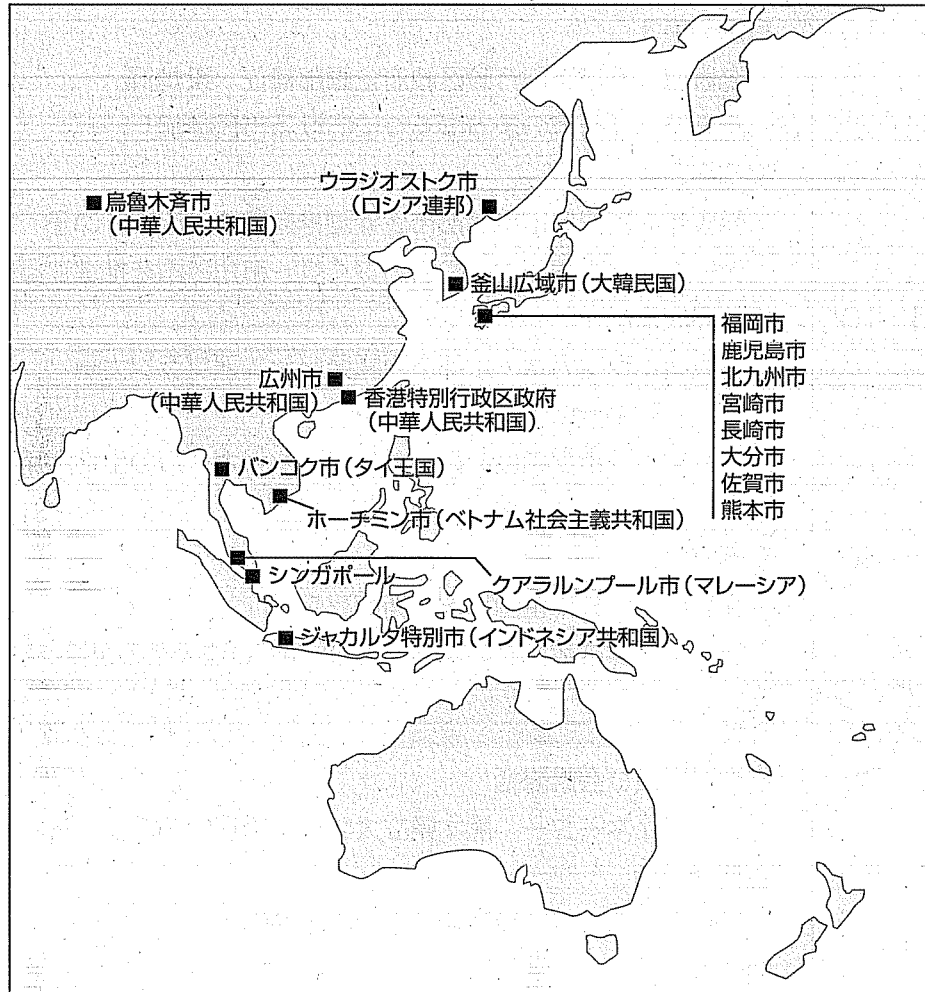 ウラジオストク市
(ロシア連邦)
烏魯木斉市
(中華人民共和国)
釜山広域市(大韓民国)
福岡市
鹿児島市
北九州市
宮崎市
長崎市
大分市
佐賀市
熊本市
広州市
(中華人民共和国)
香港特別行政区政府
(中華人民共和国)
バンコク市(タイ王国)
ホーチミン市(ベトナム社会主義共和国)
シンガポール
クアラルンプール市(マレーシア)
ジャカルタ特別市(インドネシア共和国)